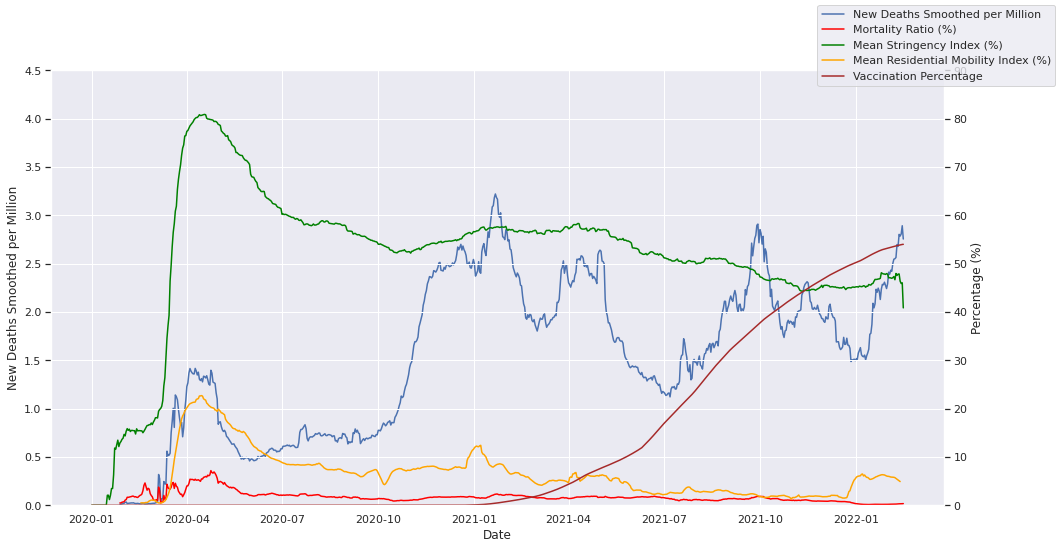 New Deaths Smoothed per Million
Mortality Ratio (%)
Mean Stringency Index (%)
Mean Residential Mobility Index (%)
Vaccination Percentage
4.5
4.0
3.5
3.0
2.5
2.0
1.5
1.0
0.5
0.0
New Deaths Smoothed per Million
90
80
70
60
50
40
30
20
10
0
Percentage (%)
2020-01 2020-04 2020-07 2020-10 2021-01 2021-04 2021-07 2021-10 2022-01
Date